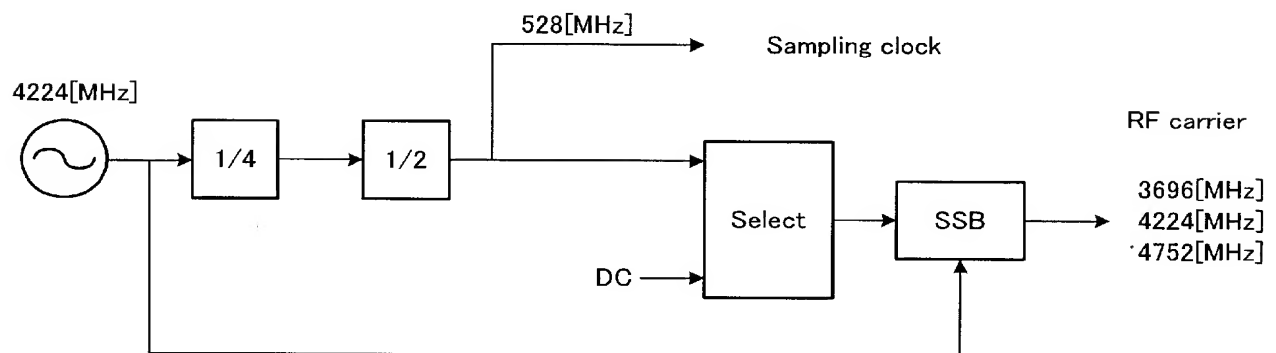 528[MHz]
Sampling clock
4224[MHz]
RF carrier
1/4
1/2
3696[MHz]
Select
SSB
4224[MHz]
4752[MHz]
DC